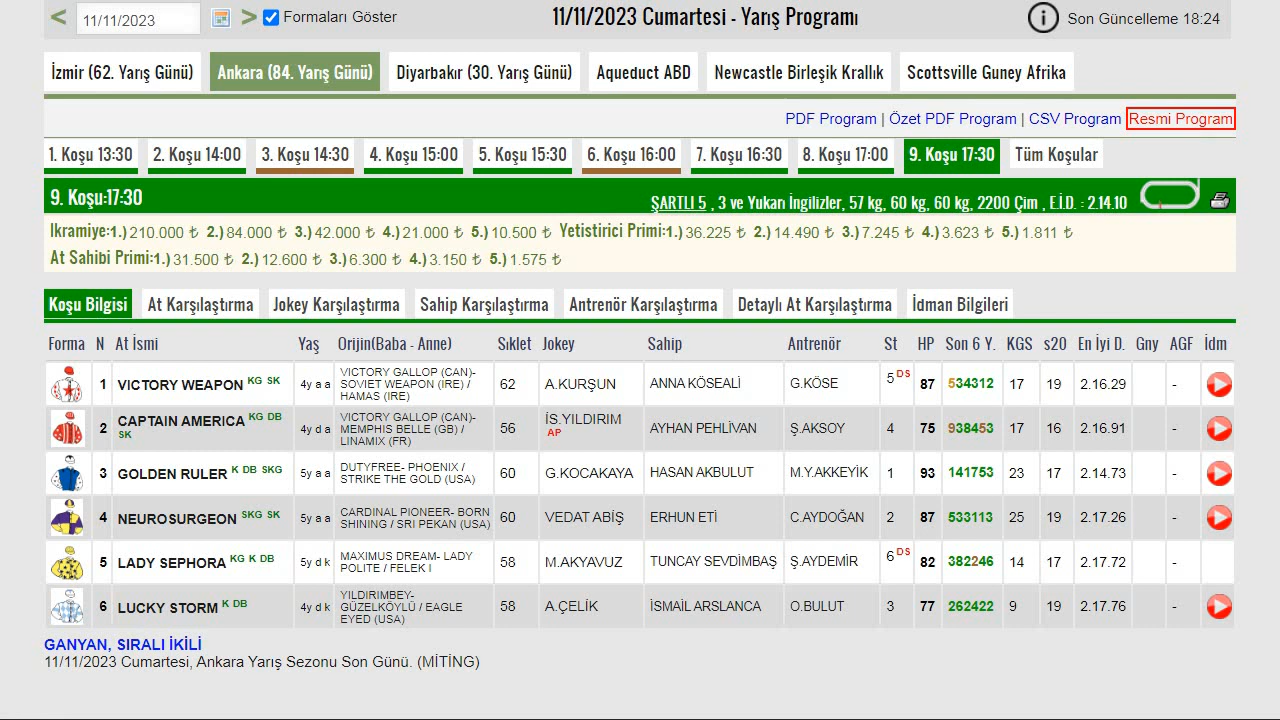 < 11/11/2023 > Formaları Göster 11/11/2023 Cumartesi - Yarış Programı i Son Güncelleme 18:24
İzmir (62. Yarış Günü) Ankara (84. Yarış Günü) Diyarbakır (30. Yarış Günü) Aqueduct ABD Newcastle Birleşik Krallık Scottsville Guney Afrika
PDF Program | Özet PDF Program | CSV Program Resmi Program
1. Koşu 13:30 2. Koşu 14:00 3. Koşu 14:30 4. Koşu 15:00 5. Koşu 15:30 6. Koşu 16:00 7. Koşu 16:30 8. Koşu 17:00 9. Koşu 17:30 Tüm Koşular
9. Koşu:17:30 ŞARTLI 5 , 3 ve Yukarı İngilizler, 57 kg, 60 kg, 60 kg, 2200 Çim , E.İ.D. : 2.14.10
Ikramiye:1.) 210.000 ₺ 2.) 84.000 ₺ 3.) 42.000 ₺ 4.) 21.000 ₺ 5.) 10.500 ₺ Yetistirici Primi:1.) 36.225 ₺ 2.) 14.490 ₺ 3.) 7.245 ₺ 4.) 3.623 ₺ 5.) 1.811 ₺
At Sahibi Primi:1.) 31.500 ₺ 2.) 12.600 ₺ 3.) 6.300 ₺ 4.) 3.150 ₺ 5.) 1.575 ₺
Koşu Bilgisi At Karşılaştırma Jokey Karşılaştırma Sahip Karşılaştırma Antrenör Karşılaştırma Detaylı At Karşılaştırma İdman Bilgileri
Forma N At İsmi Yaş Orijin(Baba - Anne) Sıklet Jokey Sahip Antrenör St HP Son 6 Y. KGS s20 En İyi D. Gny AGF İdm
1 VICTORY WEAPON KG SK 4y a a VICTORY GALLOP (CAN)- SOVIET WEAPON (IRE) / HAMAS (IRE) 62 A.KURŞUN ANNA KÖSEALİ G.KÖSE 5 DS 87 534312 17 19 2.16.29 -
2 CAPTAIN AMERICA KG DB SK 4y d a VICTORY GALLOP (CAN)- MEMPHIS BELLE (GB) / LINAMIX (FR) 56 İS.YILDIRIM AP AYHAN PEHLİVAN Ş.AKSOY 4 75 938453 17 16 2.16.91 -
3 GOLDEN RULER K DB SKG 5y a a DUTYFREE- PHOENIX / STRIKE THE GOLD (USA) 60 G.KOCAKAYA HASAN AKBULUT M.Y.AKKEYİK 1 93 141753 23 17 2.14.73 -
4 NEUROSURGEON SKG SK 5y a a CARDINAL PIONEER- BORN SHINING / SRI PEKAN (USA) 60 VEDAT ABİŞ ERHUN ETİ C.AYDOĞAN 2 87 533113 25 19 2.17.26 -
5 LADY SEPHORA KG K DB 5y d k MAXIMUS DREAM- LADY POLITE / FELEK I 58 M.AKYAVUZ TUNCAY SEVDİMBAŞ Ş.AYDEMİR 6 DS 82 382246 14 17 2.17.72 -
6 LUCKY STORM K DB 4y d k YILDIRIMBEY- GÜZELKÖYLÜ / EAGLE EYED (USA) 58 A.ÇELİK İSMAİL ARSLANCA O.BULUT 3 77 262422 9 19 2.17.76 -
GANYAN, SIRALI İKİLİ
11/11/2023 Cumartesi, Ankara Yarış Sezonu Son Günü. (MİTİNG)